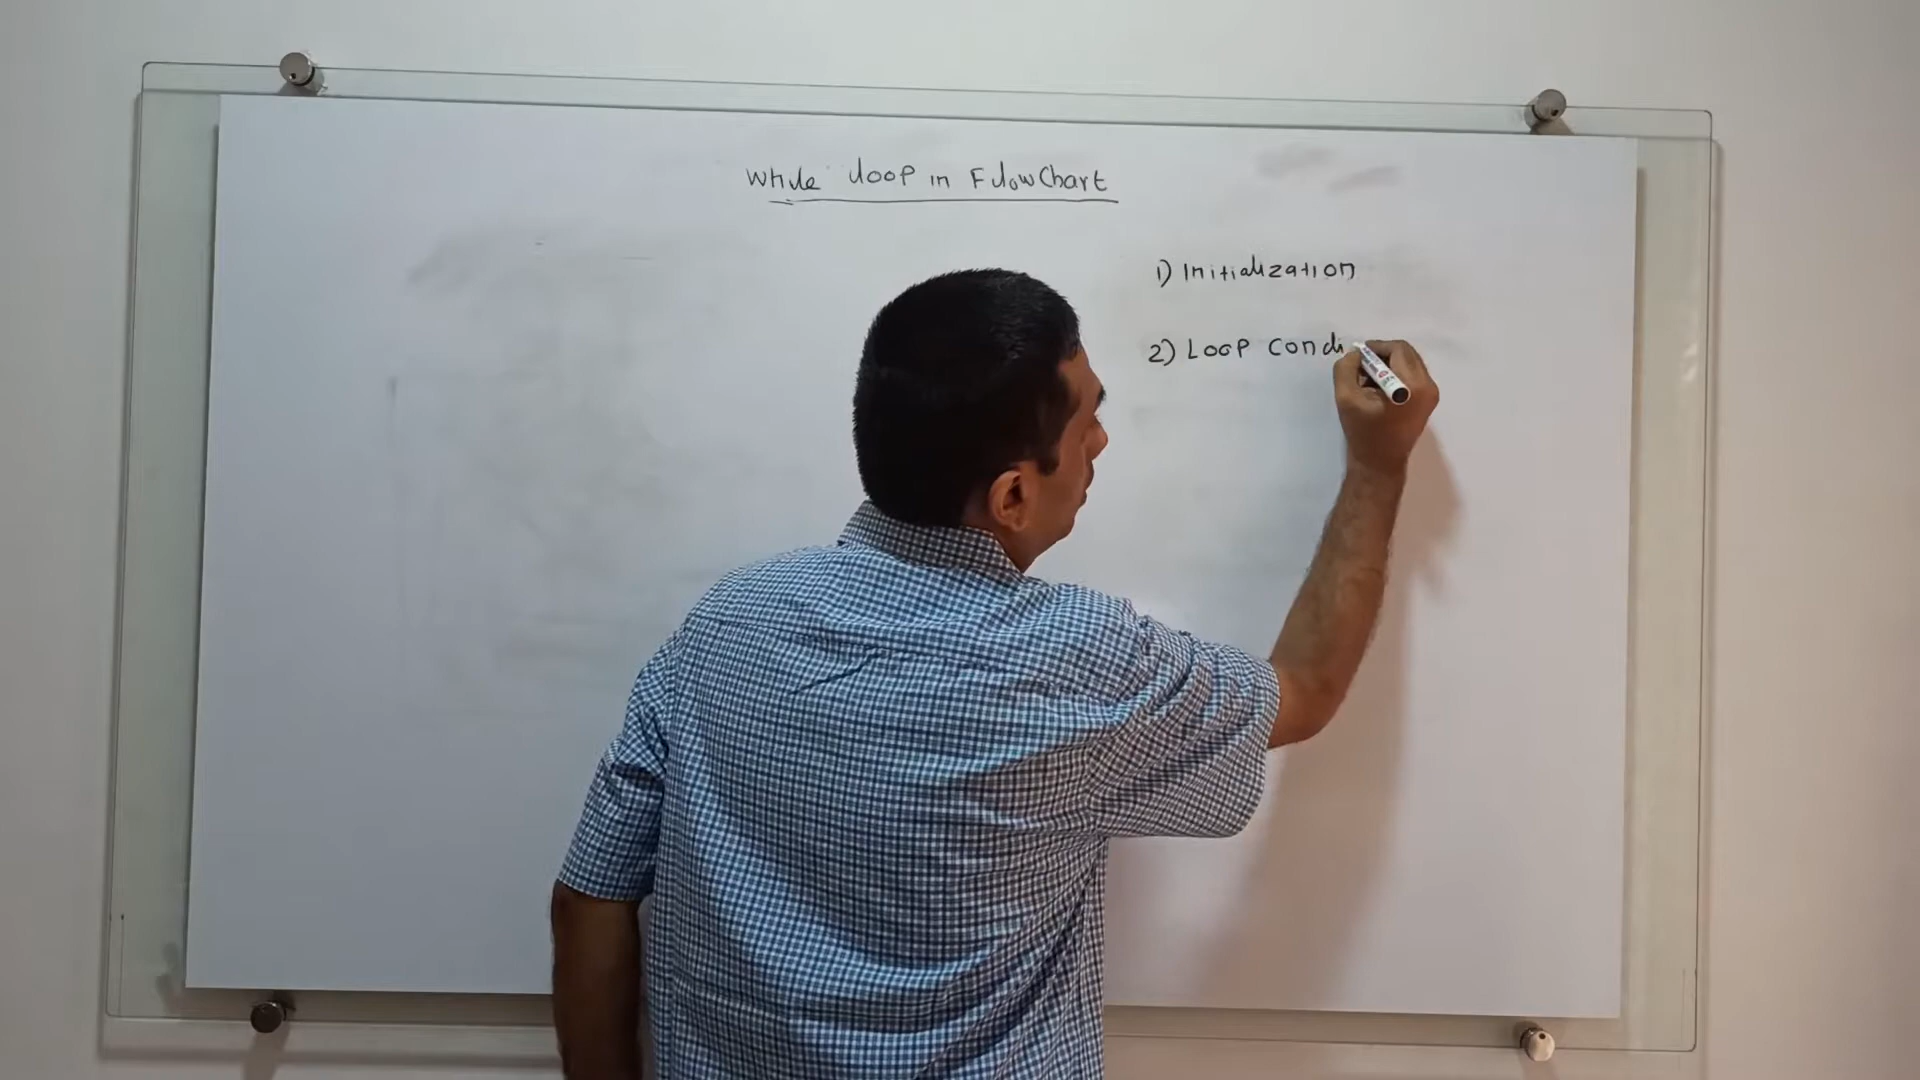 While loop in FlowChart
1) Initialization
2) Loop Condi